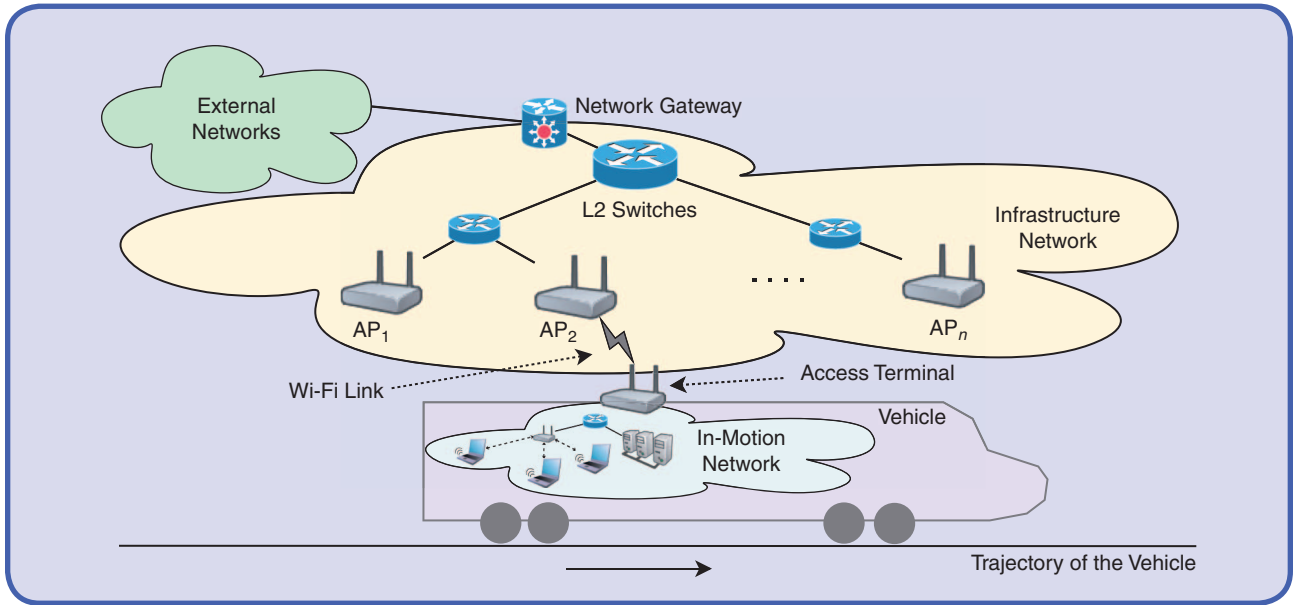 External
Networks
Network Gateway
L2 Switches
Infrastructure
Network
AP1
AP2
. . . .
APn
Wi-Fi Link
Access Terminal
Vehicle
In-Motion
Network
Trajectory of the Vehicle